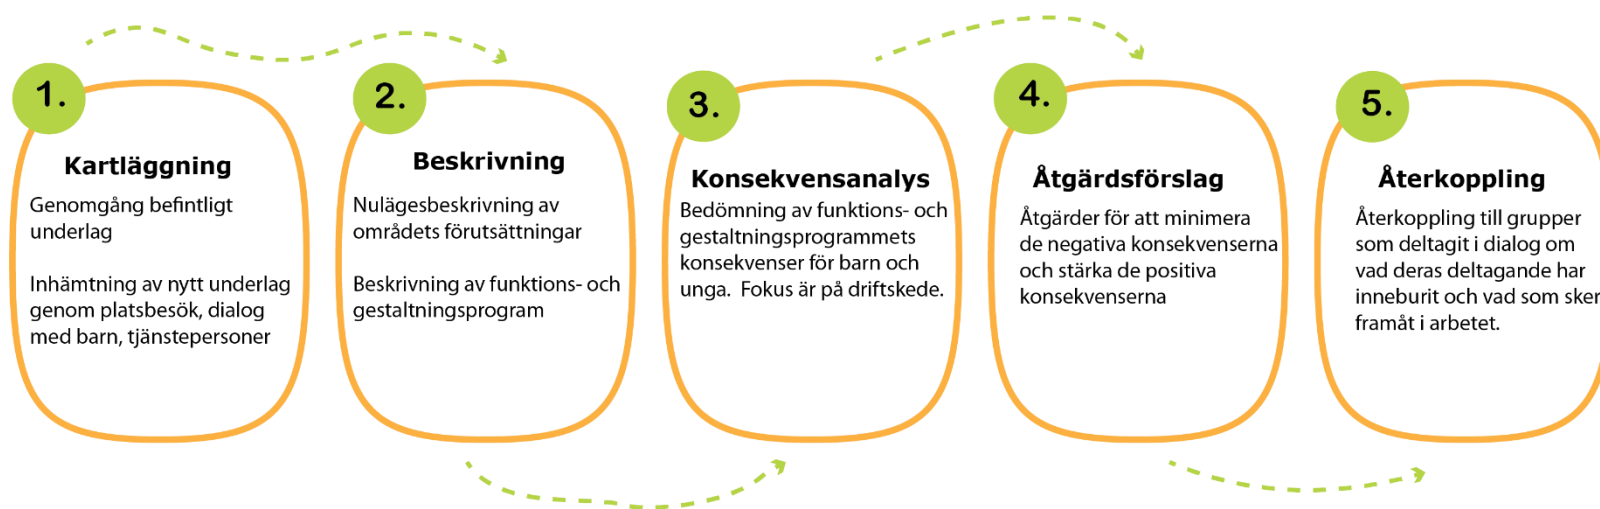 1.
Kartläggning
Genomgång befintligt
underlag
Inhämtning av nytt underlag
genom platsbesök, dialog
med barn, tjänstepersoner
2.
Beskrivning
Nulägesbeskrivning av
områdets förutsättningar
Beskrivning av funktions- och
gestaltningsprogram
3.
Konsekvensanalys
Bedömning av funktions- och
gestaltningsprogrammets
konsekvenser för barn och
unga.  Fokus är på driftskede.
4.
Åtgärdsförslag
Åtgärder för att minimera
de negativa konsekvenserna
och stärka de positiva
konsekvenserna
5.
Återkoppling
Återkoppling till grupper
som deltagit i dialog om
vad deras deltagande har
inneburit och vad som sker
framåt i arbetet.